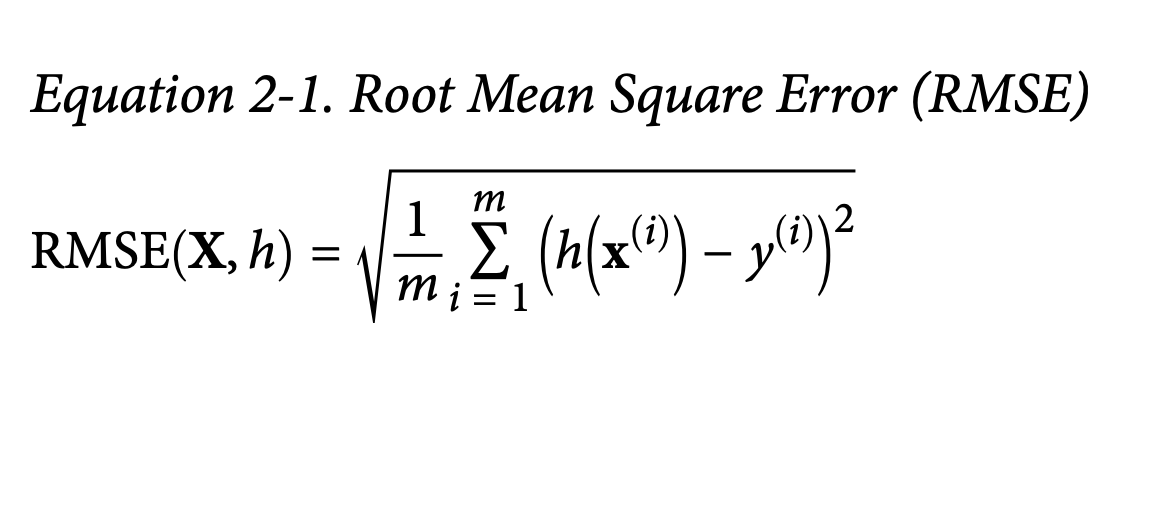 Equation 2-1. Root Mean Square Error (RMSE)
RMSE(𝐗, h) = √(1/m ∑_{i = 1}^{m} (h(𝐱^{(i)}) − y^{(i)})^2)